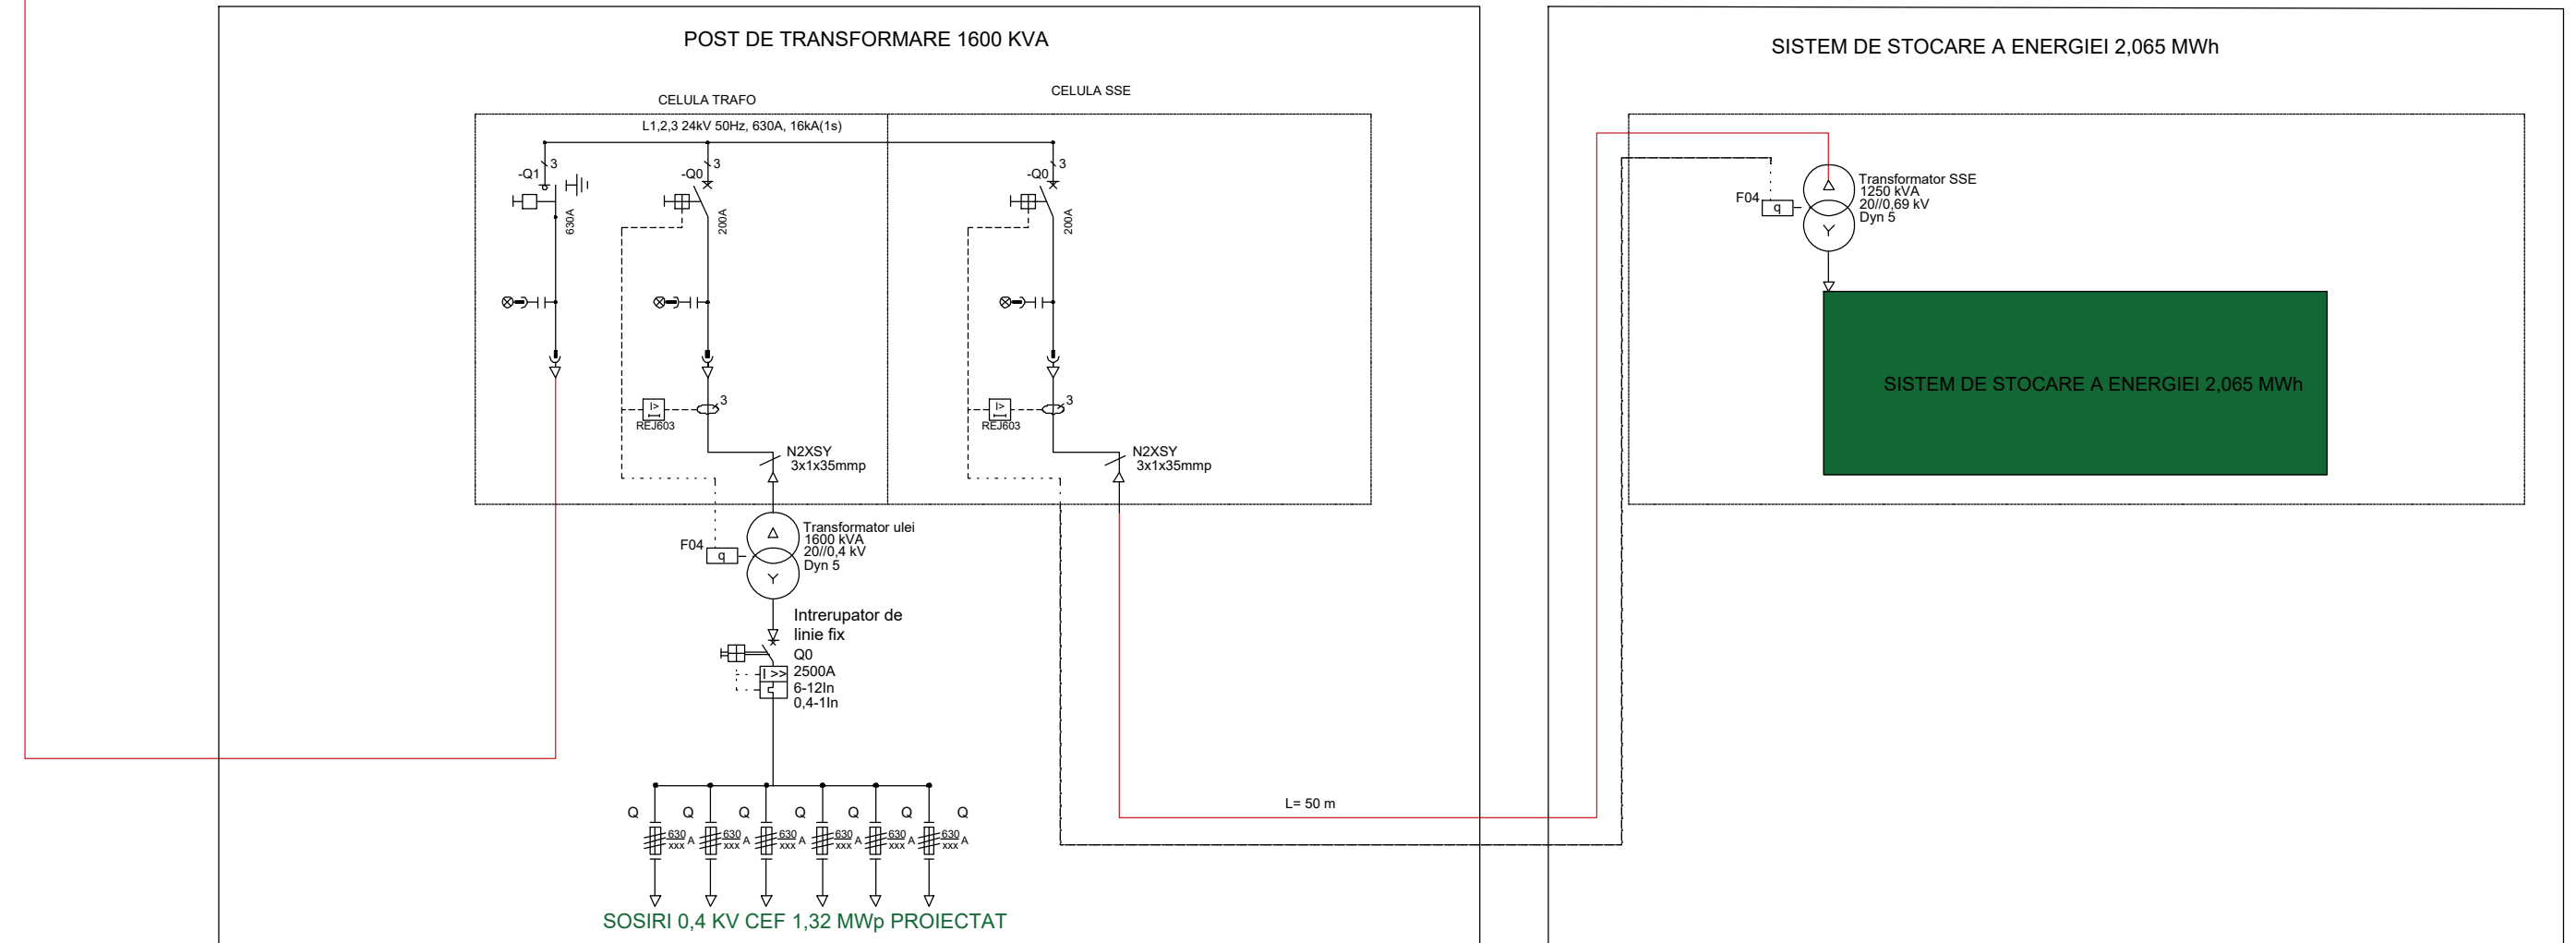 POST DE TRANSFORMARE 1600 KVA
SISTEM DE STOCARE A ENERGIEI 2,065 MWh
CELULA TRAFO
CELULA SSE
L1,2,3 24kV 50Hz, 630A, 16kA(1s)
3
-Q1
630A
3
-Q0
200A
3
-Q0
200A
I>
3
REJ603
I>
3
REJ603
N2XSY
3x1x35mmp
N2XSY
3x1x35mmp
F04
q
Transformator ulei
1600 kVA
20//0,4 kV
Dyn 5
Intrerupator de
linie fix
Q0
2500A
6-12In
0,4-1In
I >>
F04
q
Transformator SSE
1250 kVA
20//0,69 kV
Dyn 5
SISTEM DE STOCARE A ENERGIEI 2,065 MWh
L= 50 m
Q Q Q Q Q Q Q
630 630 630 630 630 630
A A A A A A
xxx xxx xxx xxx xxx xxx
SOSIRI 0,4 KV CEF 1,32 MWp PROIECTAT